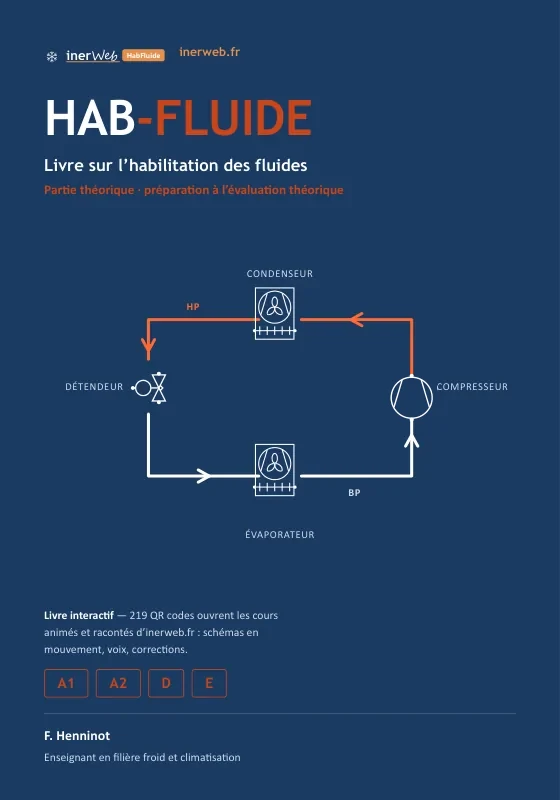 inerWeb HabFluide inerweb.fr
HAB-FLUIDE
Livre sur l’habilitation des fluides
Partie théorique · préparation à l’évaluation théorique
CONDENSEUR
HP
DÉTENDEUR
COMPRESSEUR
BP
ÉVAPORATEUR
Livre interactif — 219 QR codes ouvrent les cours
animés et racontés d’inerweb.fr : schémas en
mouvement, voix, corrections.
A1 A2 D E
F. Henninot
Enseignant en filière froid et climatisation